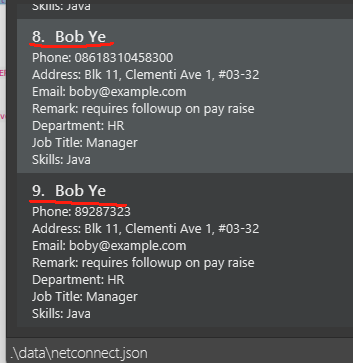 Skills: Java
8. Bob Ye
Phone: 08618310458300
Address: Blk 11, Clementi Ave 1, #03-32
Email: boby@example.com
Remark: requires followup on pay raise
Department: HR
Job Title: Manager
Skills: Java
9. Bob Ye
Phone: 89287323
Address: Blk 11, Clementi Ave 1, #03-32
Email: boby@example.com
Remark: requires followup on pay raise
Department: HR
Job Title: Manager
Skills: Java
.\data\netconnect.json